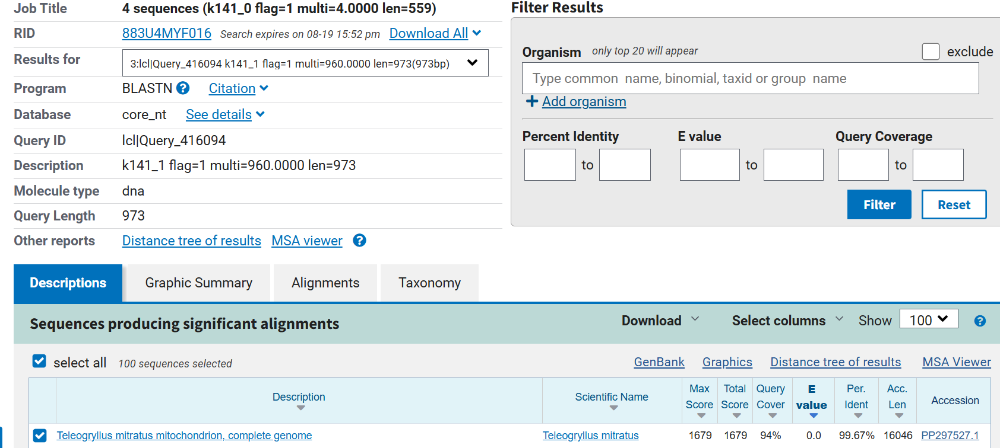 Job Title 4 sequences (k141_0 flag=1 multi=4.0000 len=559)
RID 883U4MYF016 Search expires on 08-19 15:52 pm Download All
Results for 3:lcl|Query_416094 k141_1 flag=1 multi=960.0000 len=973(973bp)
Program BLASTN ? Citation
Database core_nt See details
Query ID lcl|Query_416094
Description k141_1 flag=1 multi=960.0000 len=973
Molecule type dna
Query Length 973
Other reports Distance tree of results MSA viewer ?
Filter Results
Organism only top 20 will appear exclude
Type common name, binomial, taxid or group name
+ Add organism
Percent Identity E value Query Coverage
to to to
Filter Reset
Descriptions Graphic Summary Alignments Taxonomy
Sequences producing significant alignments Download Select columns Show 100 ?
select all 100 sequences selected GenBank Graphics Distance tree of results MSA Viewer
Description Scientific Name Max Score Total Score Query Cover E value Per. Ident Acc. Len Accession
Teleogryllus mitratus mitochondrion, complete genome Teleogryllus mitratus 1679 1679 94% 0.0 99.67% 16046 PP297527.1